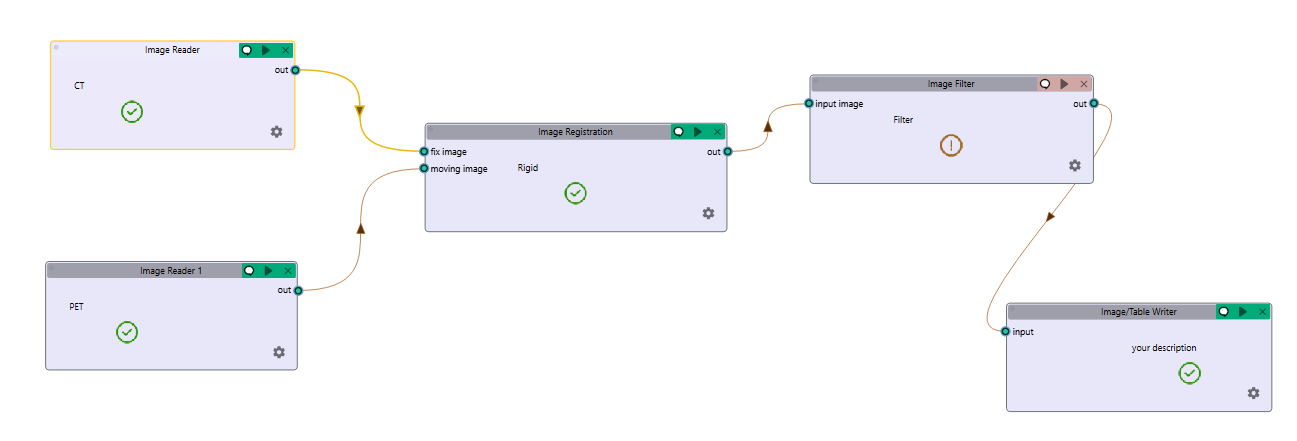 Image Reader
out
CT
Image Registration
fix image
out
moving image
Rigid
Image Reader 1
out
PET
Image Filter
input image
out
Filter
Image/Table Writer
input
your description